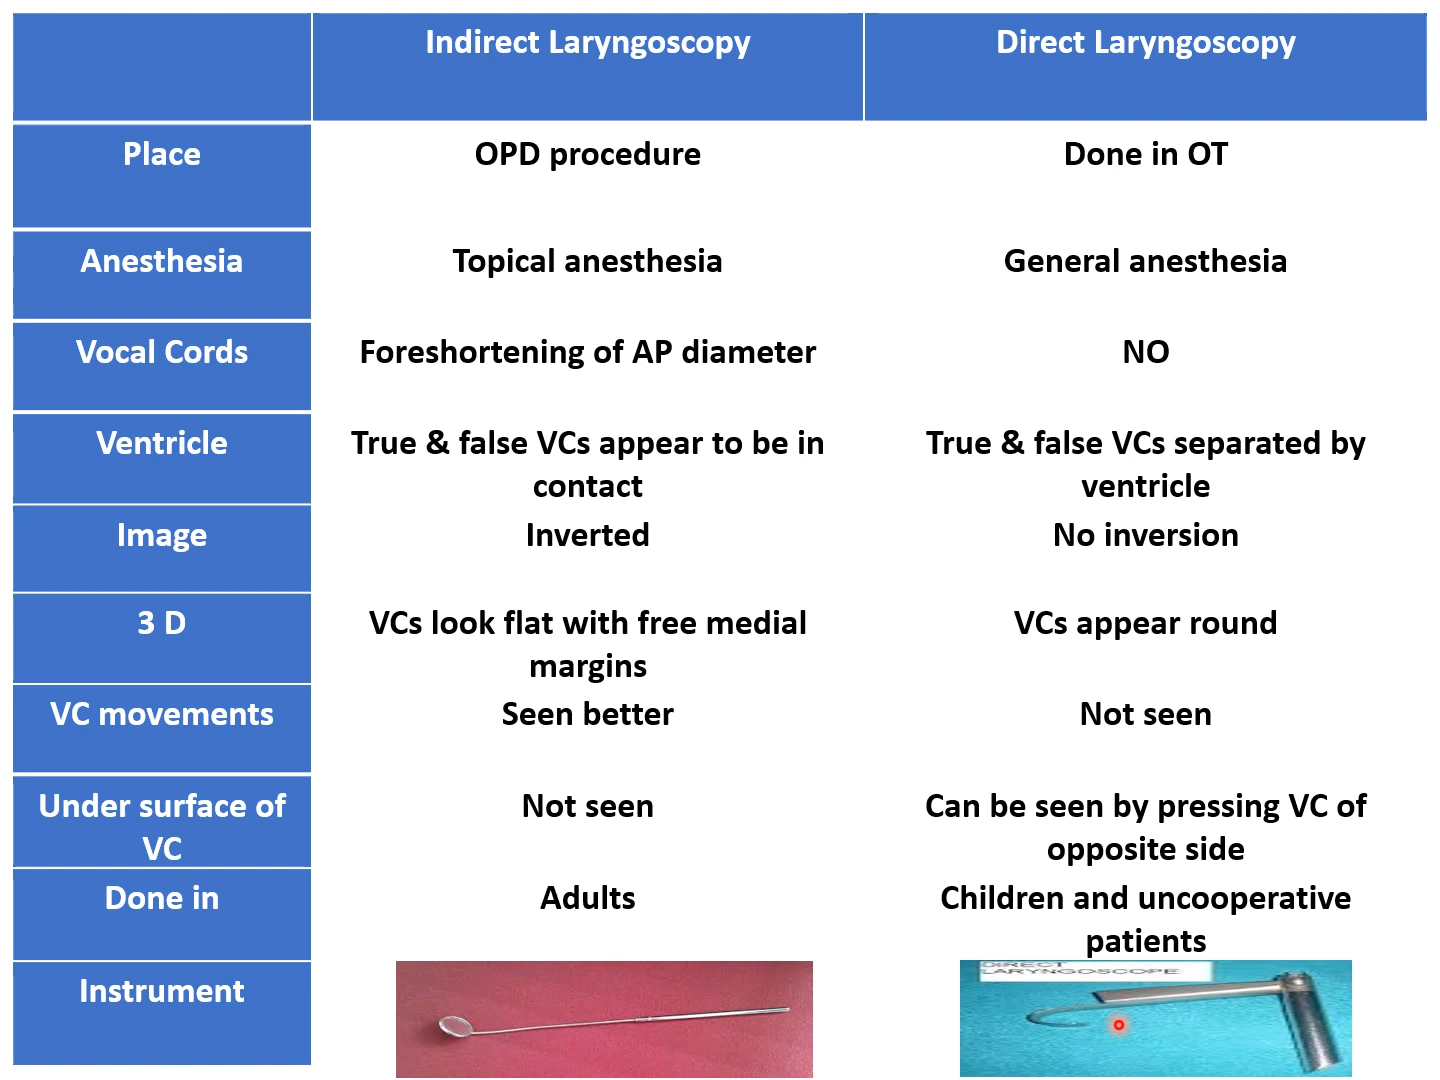 Indirect Laryngoscopy
Direct Laryngoscopy
Place
OPD procedure
Done in OT
Anesthesia
Topical anesthesia
General anesthesia
Vocal Cords
Foreshortening of AP diameter
NO
Ventricle
True & false VCs appear to be in
contact
True & false VCs separated by
ventricle
Image
Inverted
No inversion
3 D
VCs look flat with free medial
margins
VCs appear round
VC movements
Seen better
Not seen
Under surface of
VC
Not seen
Can be seen by pressing VC of
opposite side
Done in
Adults
Children and uncooperative
patients
Instrument
DIRECT
LARYNGOSCOPE